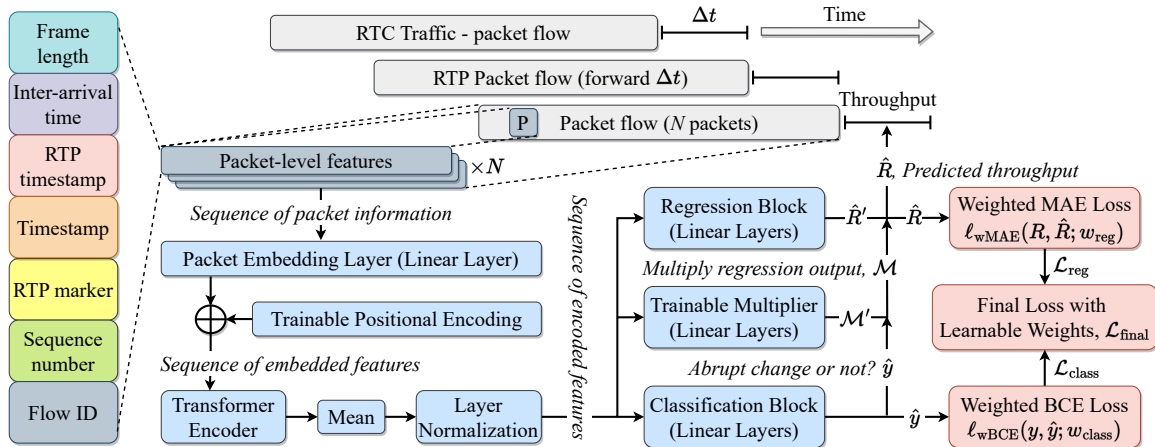 Frame
length
Inter-arrival
time
RTP
timestamp
Timestamp
RTP marker
Sequence
number
Flow ID
RTC Traffic - packet flow
Δt
Time
RTP Packet flow (forward Δt)
Throughput
P
Packet flow (N packets)
Packet-level features
×N
R̂, Predicted throughput
Sequence of packet information
Packet Embedding Layer (Linear Layer)
Trainable Positional Encoding
Sequence of embedded features
Transformer
Encoder
Mean
Layer
Normalization
Sequence of encoded features
Regression Block
(Linear Layers)
R̂′
R̂
Weighted MAE Loss
ℓwMAE(R, R̂; wreg)
Multiply regression output, ℳ
ℒreg
Trainable Multiplier
(Linear Layers)
ℳ′
Final Loss with
Learnable Weights, ℒfinal
Abrupt change or not? ŷ
ℒclass
Classification Block
(Linear Layers)
ŷ
Weighted BCE Loss
ℓwBCE(y, ŷ; wclass)